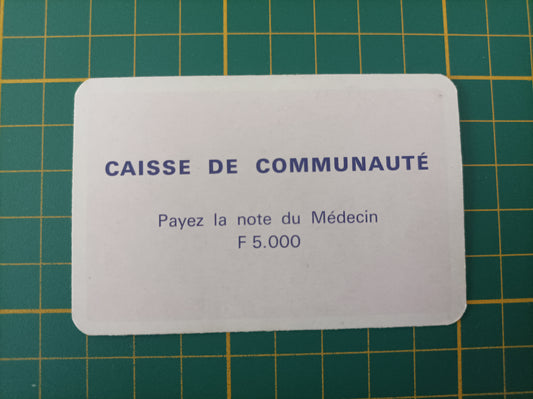 CAISSE DE COMMUNAUTÉ
Payez la note du Médecin
F 5.000